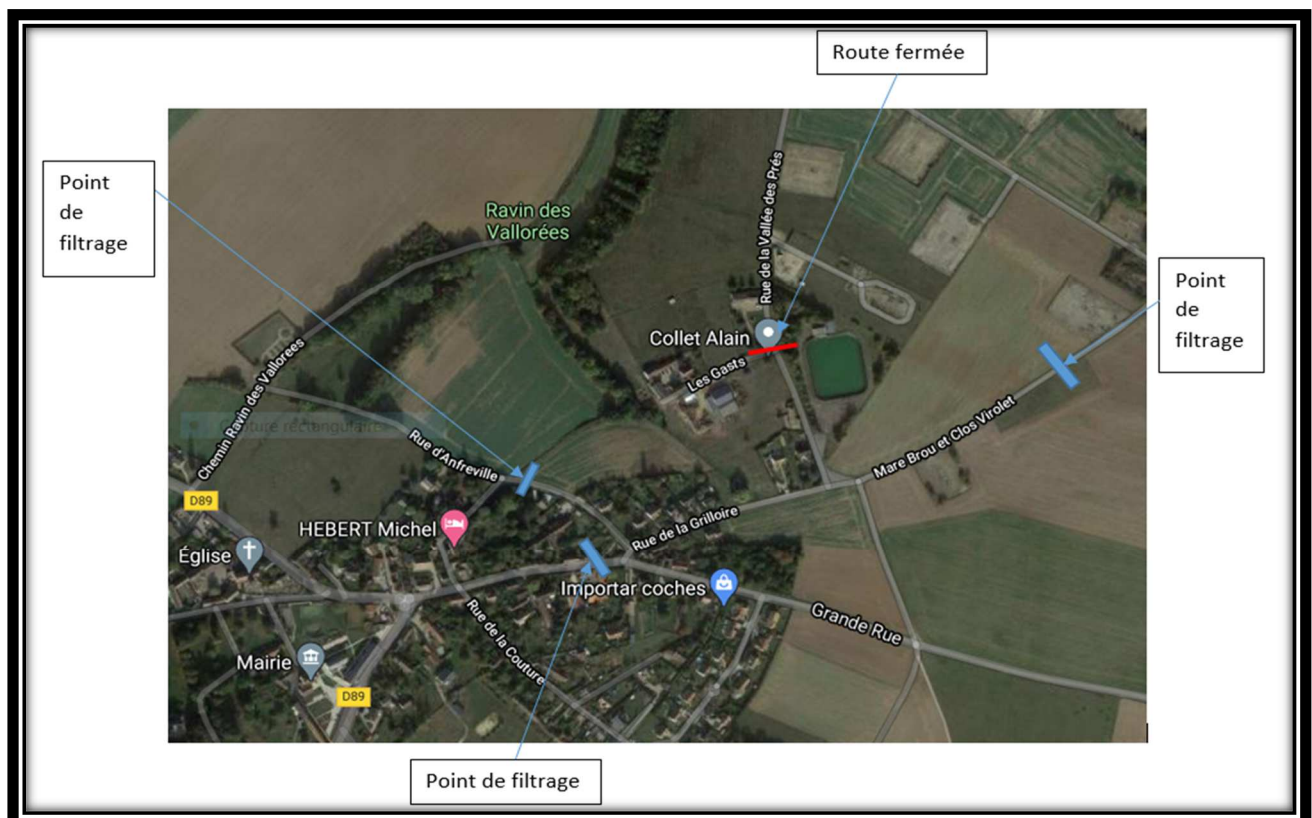 Route fermée
Point
de
filtrage
Ravin des
Vallorées
Rue de la Vallée des Prés
Point
de
filtrage
Collet Alain
Les Gasts
Chemin Ravin des Vallorees
Rue d'Anfreville
Mare Brou et Clos Virolet
D89
HEBERT Michel
Rue de la Grilloire
Église
Importar coches
Grande Rue
Rue de la Couture
Mairie
D89
Point de filtrage